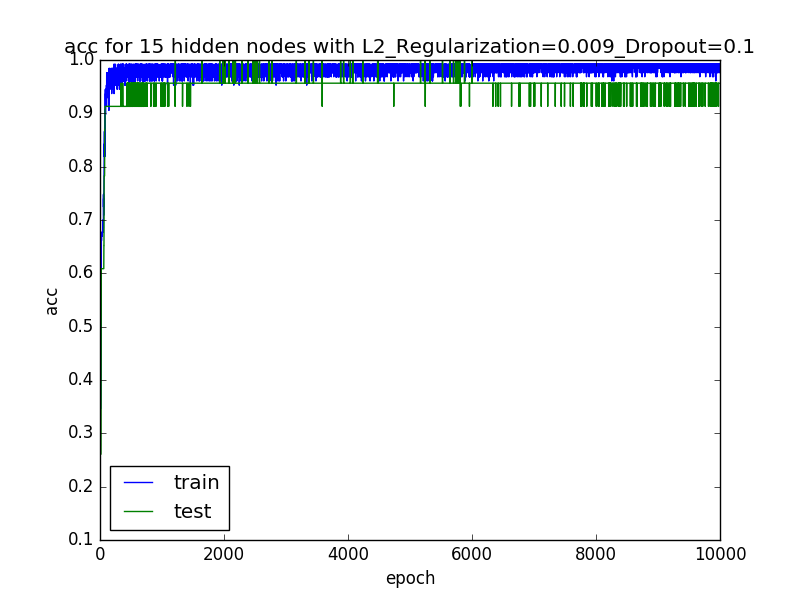 acc for 15 hidden nodes with L2_Regularization=0.009_Dropout=0.1
1.0
0.9
0.8
0.7
0.6
0.5
0.4
0.3
0.2
0.1
acc
train
test
0 2000 4000 6000 8000 10000
epoch